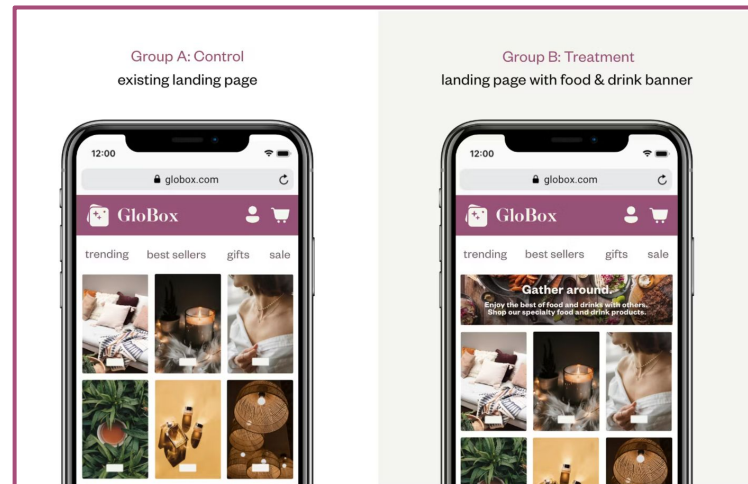 Group A: Control
existing landing page
12:00
globox.com
GloBox
trending best sellers gifts sale
Group B: Treatment
landing page with food & drink banner
12:00
globox.com
GloBox
trending best sellers gifts sale
Gather around.
Enjoy the best of food and drinks with others.
Shop our specialty food and drink products.